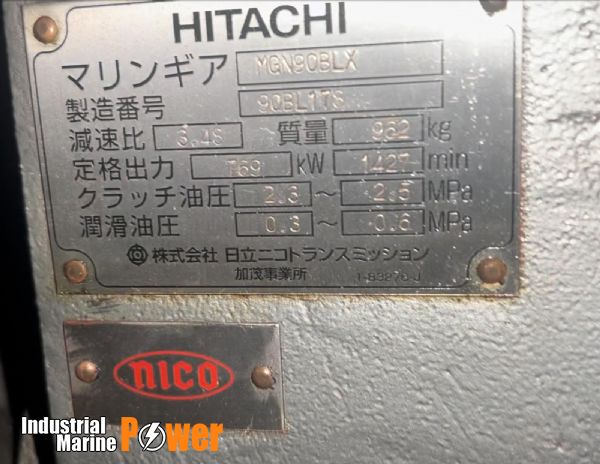 HITACHI
マリンギア MGN90BLX
製造番号 90BL178
減速比 6.48 質量 962 kg
定格出力 769 kW 1427 min
クラッチ油圧 2.3 ～ 2.5 MPa
潤滑油圧 0.3 ～ 0.6 MPa
株式会社 日立ニコトランスミッション
加茂事業所 1-83276-J
nico
Industrial
Marine Power